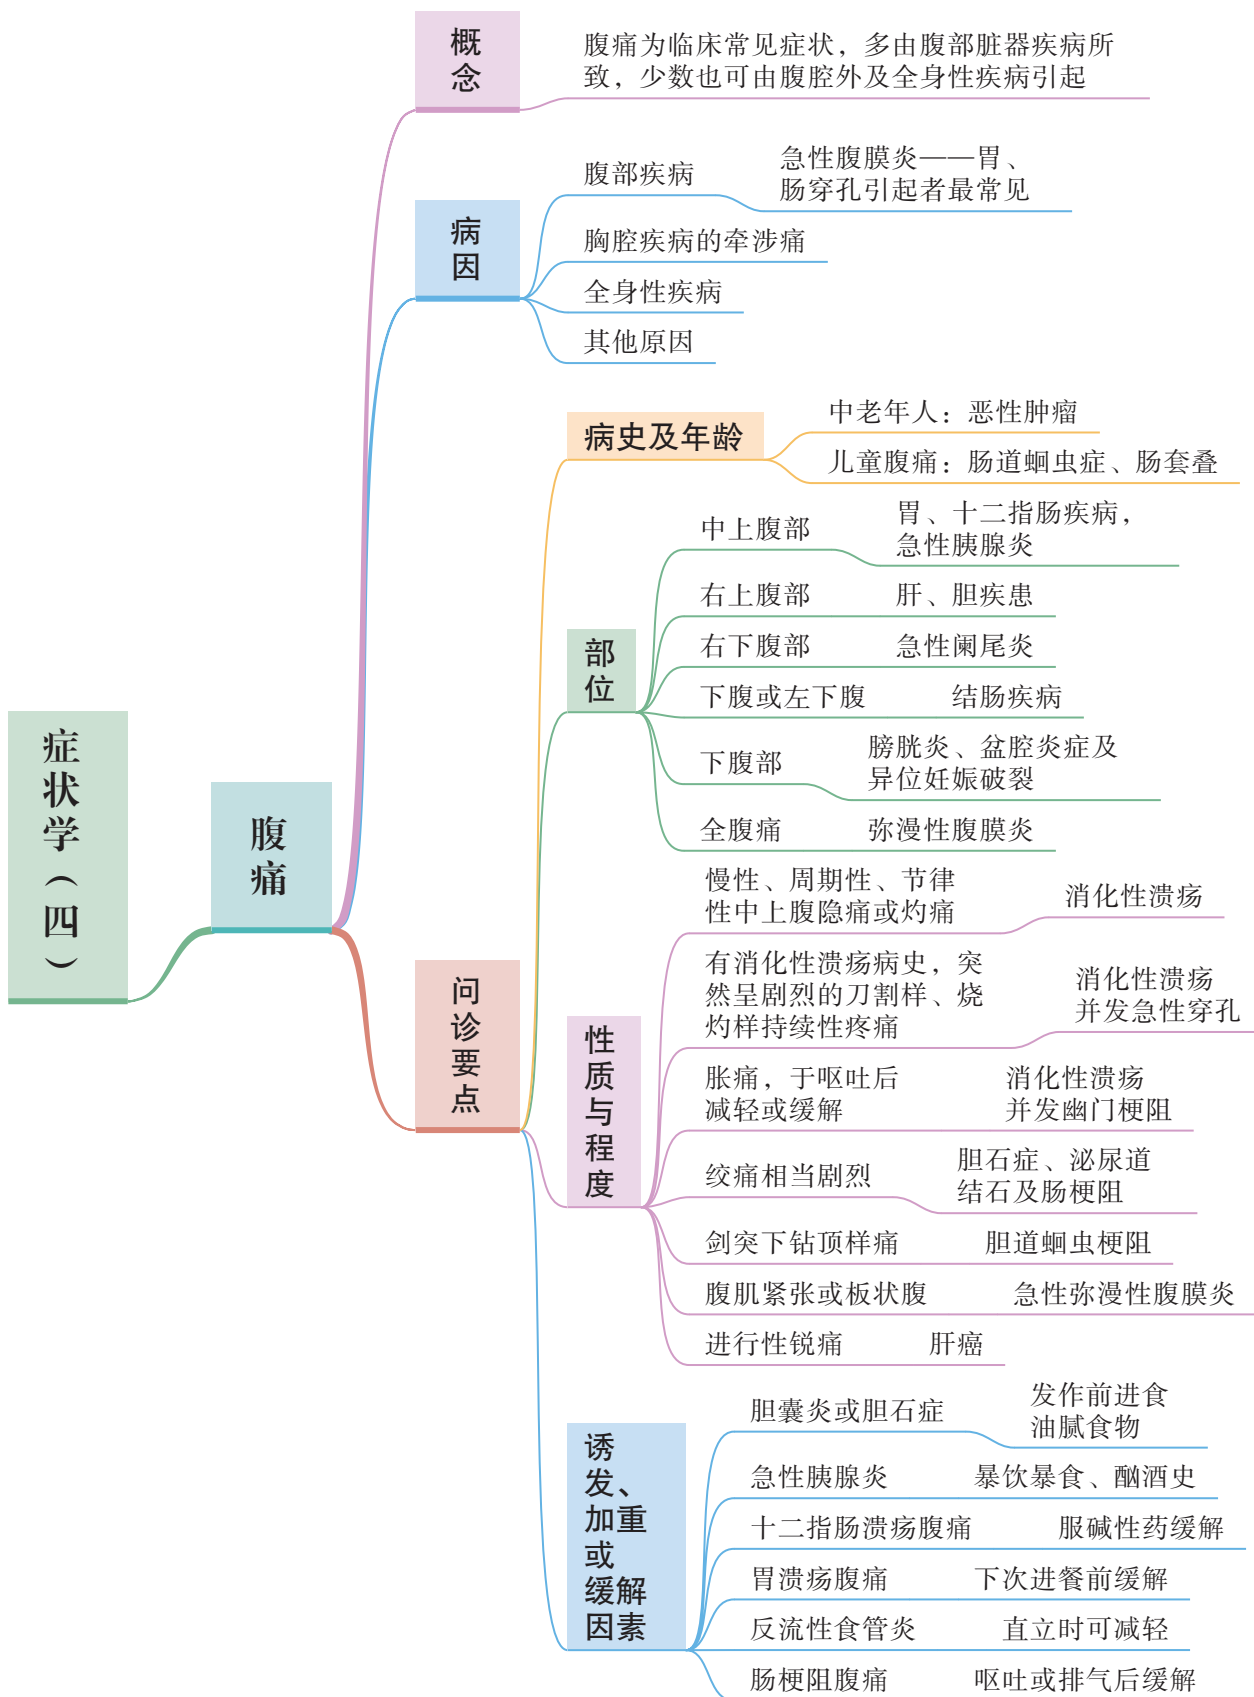 症状学（四）
腹痛
概念
腹痛为临床常见症状，多由腹部脏器疾病所
致，少数也可由腹腔外及全身性疾病引起
病因
腹部疾病
急性腹膜炎——胃、
肠穿孔引起者最常见
胸腔疾病的牵涉痛
全身性疾病
其他原因
问诊要点
病史及年龄
中老年人：恶性肿瘤
儿童腹痛：肠道蛔虫症、肠套叠
部位
中上腹部
胃、十二指肠疾病，
急性胰腺炎
右上腹部 肝、胆疾患
右下腹部 急性阑尾炎
下腹或左下腹 结肠疾病
下腹部
膀胱炎、盆腔炎症及
异位妊娠破裂
全腹痛 弥漫性腹膜炎
性质与程度
慢性、周期性、节律
性中上腹隐痛或灼痛
消化性溃疡
有消化性溃疡病史，突
然呈剧烈的刀割样、烧
灼样持续性疼痛
消化性溃疡
并发急性穿孔
胀痛，于呕吐后
减轻或缓解
消化性溃疡
并发幽门梗阻
绞痛相当剧烈
胆石症、泌尿道
结石及肠梗阻
剑突下钻顶样痛 胆道蛔虫梗阻
腹肌紧张或板状腹 急性弥漫性腹膜炎
进行性锐痛 肝癌
诱
发、
加重
或
缓解
因素
胆囊炎或胆石症
发作前进食
油腻食物
急性胰腺炎 暴饮暴食、酗酒史
十二指肠溃疡腹痛 服碱性药缓解
胃溃疡腹痛 下次进餐前缓解
反流性食管炎 直立时可减轻
肠梗阻腹痛 呕吐或排气后缓解